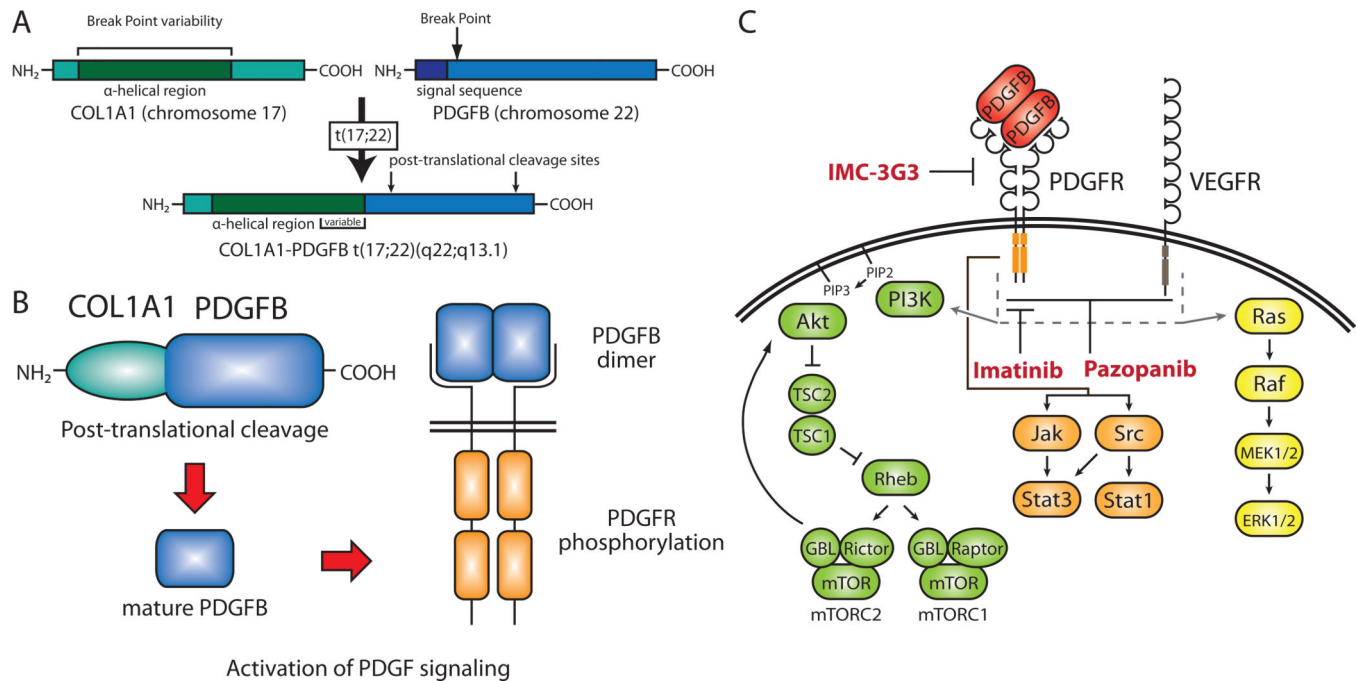 A
Break Point variability
NH₂
COOH
α-helical region
COL1A1 (chromosome 17)
Break Point
NH₂
COOH
signal sequence
PDGFB (chromosome 22)
t(17;22)
post-translational cleavage sites
NH₂
COOH
α-helical region
variable
COL1A1-PDGFB t(17;22)(q22;q13.1)
B
COL1A1 PDGFB
NH₂
COOH
Post-translational cleavage
mature PDGFB
PDGFB
dimer
PDGFR
phosphorylation
Activation of PDGF signaling
C
PDGFB
PDGFB
IMC-3G3
PDGFR
VEGFR
PIP2
PIP3
PI3K
Akt
Ras
Imatinib
Pazopanib
TSC2
TSC1
Raf
Jak
Src
MEK1/2
Rheb
Stat3
Stat1
ERK1/2
GBL
Rictor
mTOR
mTORC2
GBL
Raptor
mTOR
mTORC1